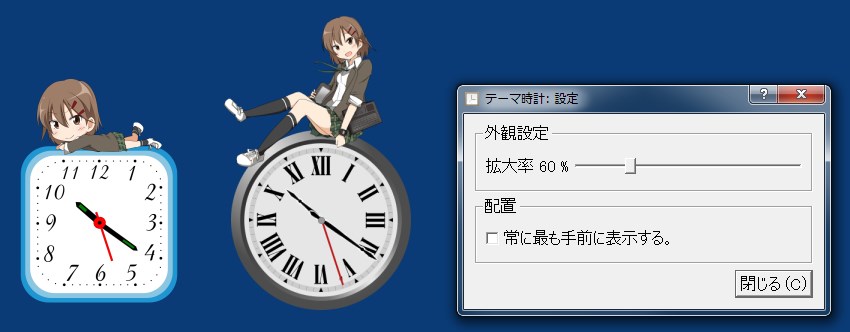 11 12 1
10 2
9 3
8 4
7 6 5
XII
XI I
X II
IX III
VIII IIII
VII V
VI
テーマ時計: 設定
?
外観設定
拡大率 60 %
配置
常に最も手前に表示する。
閉じる(C)